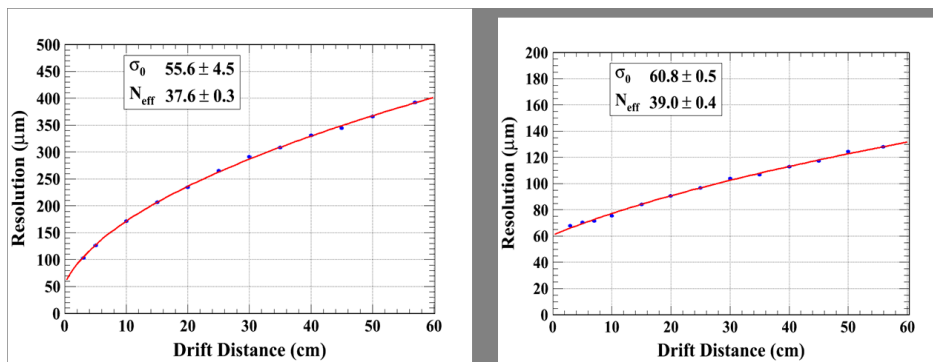 500
450
400
350
300
250
200
150
100
50
0
Resolution (μm)
σ0 55.6 ± 4.5
Neff 37.6 ± 0.3
0 10 20 30 40 50 60
Drift Distance (cm)
200
180
160
140
120
100
80
60
40
20
0
Resolution (μm)
σ0 60.8 ± 0.5
Neff 39.0 ± 0.4
0 10 20 30 40 50 60
Drift Distance (cm)